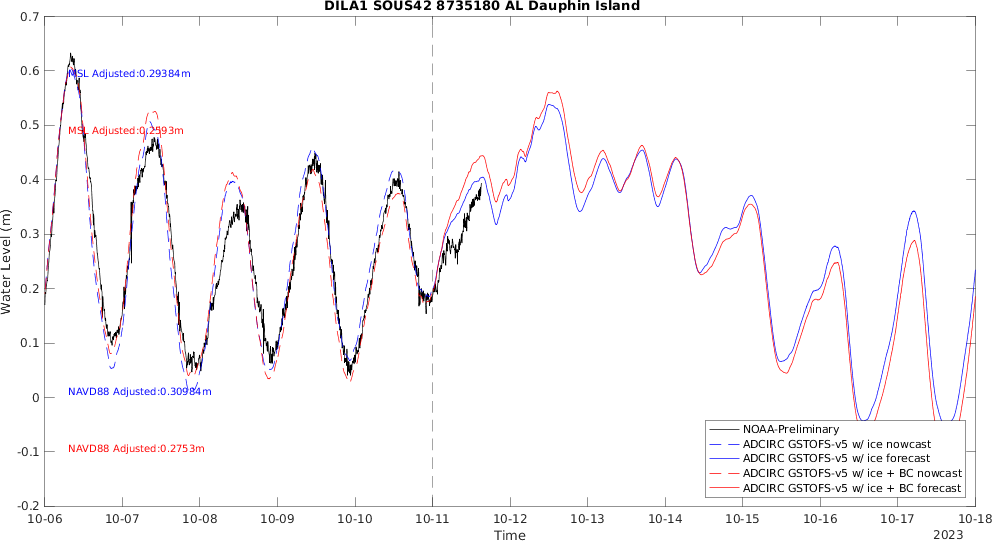 DILA1 SOUS42 8735180 AL Dauphin Island
0.7
0.6
0.5
0.4
0.3
0.2
0.1
0
-0.1
-0.2
Water Level (m)
MSL Adjusted:0.29384m
MSL Adjusted:0.2593m
NAVD88 Adjusted:0.30984m
NAVD88 Adjusted:0.2753m
NOAA-Preliminary
ADCIRC GSTOFS-v5 w/ ice nowcast
ADCIRC GSTOFS-v5 w/ ice forecast
ADCIRC GSTOFS-v5 w/ ice + BC nowcast
ADCIRC GSTOFS-v5 w/ ice + BC forecast
10-06 10-07 10-08 10-09 10-10 10-11 10-12 10-13 10-14 10-15 10-16 10-17 10-18
Time
2023